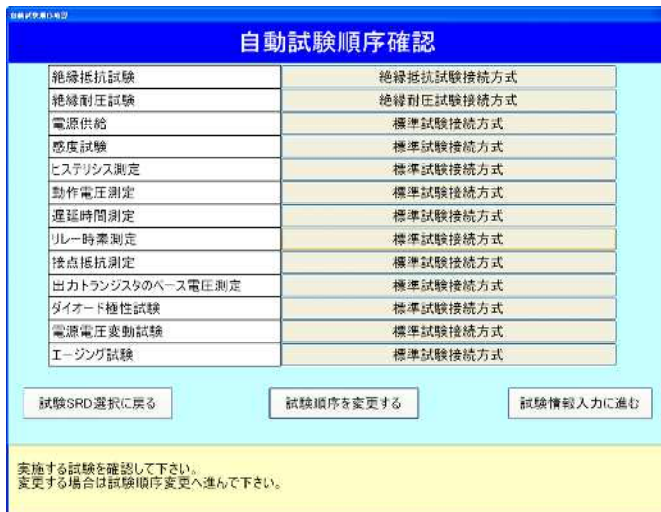 自動試験順序確認
自動試験順序確認
絶縁抵抗試験 絶縁抵抗試験接続方式
絶縁耐圧試験 絶縁耐圧試験接続方式
電源供給 標準試験接続方式
感度試験 標準試験接続方式
ヒステリシス測定 標準試験接続方式
動作電圧測定 標準試験接続方式
遅延時間測定 標準試験接続方式
リレー時素測定 標準試験接続方式
接点抵抗測定 標準試験接続方式
出力トランジスタのベース電圧測定 標準試験接続方式
ダイオード極性試験 標準試験接続方式
電源電圧変動試験 標準試験接続方式
エージング試験 標準試験接続方式
試験SRD選択に戻る 試験順序を変更する 試験情報入力に進む
実施する試験を確認して下さい。
変更する場合は試験順序変更へ進んで下さい。